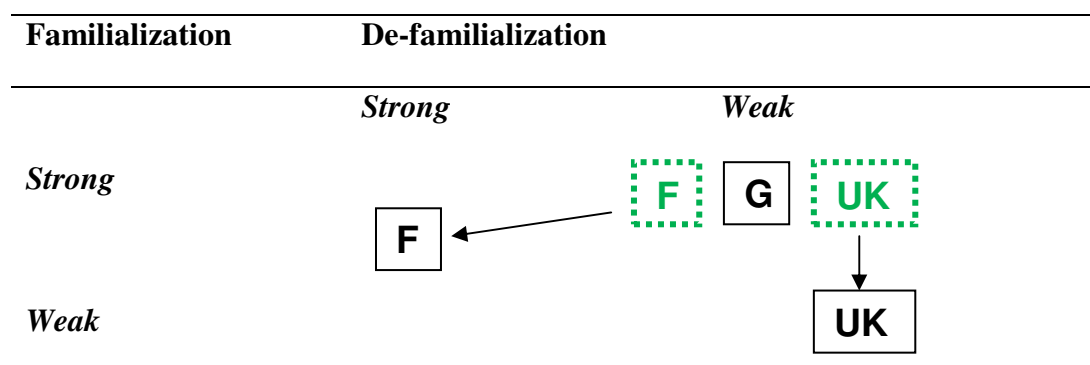 Familialization De-familialization
Strong Weak
Strong F G UK
F
Weak UK